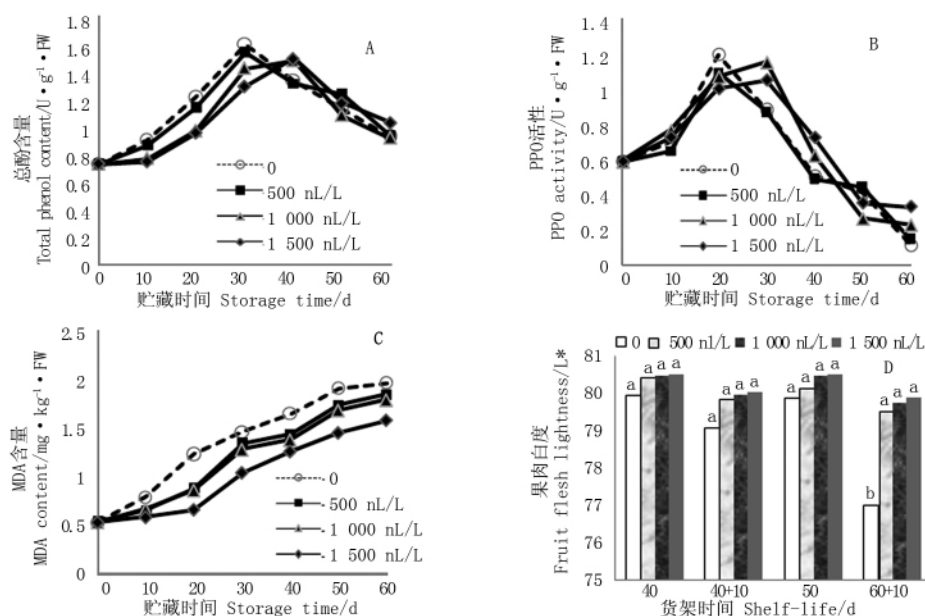 1.8
1.6
1.4
1.2
1
0.8
0.6
0.4
0.2
0
总酚含量
Total phenol content/U·g⁻¹·FW
A
0
500 nL/L
1 000 nL/L
1 500 nL/L
0 10 20 30 40 50 60
贮藏时间 Storage time/d
1.4
1.2
1
0.8
0.6
0.4
0.2
0
PPO活性
PPO activity/U·g⁻¹·FW
B
0
500 nL/L
1 000 nL/L
1 500 nL/L
0 10 20 30 40 50 60
贮藏时间 Storage time/d
2.5
2
1.5
1
0.5
0
MDA含量
MDA content/mg·kg⁻¹·FW
C
0
500 nL/L
1 000 nL/L
1 500 nL/L
0 10 20 30 40 50 60
贮藏时间 Storage time/d
0 500 nl/L 1 000 nL/L 1 500 nL/L
81
80
79
78
77
76
75
果肉白度
Fruit flesh lightness/L*
D
a a a a
a a a a
a a a a
b a a a
40 40+10 50 60+10
货架时间 Shelf-life/d